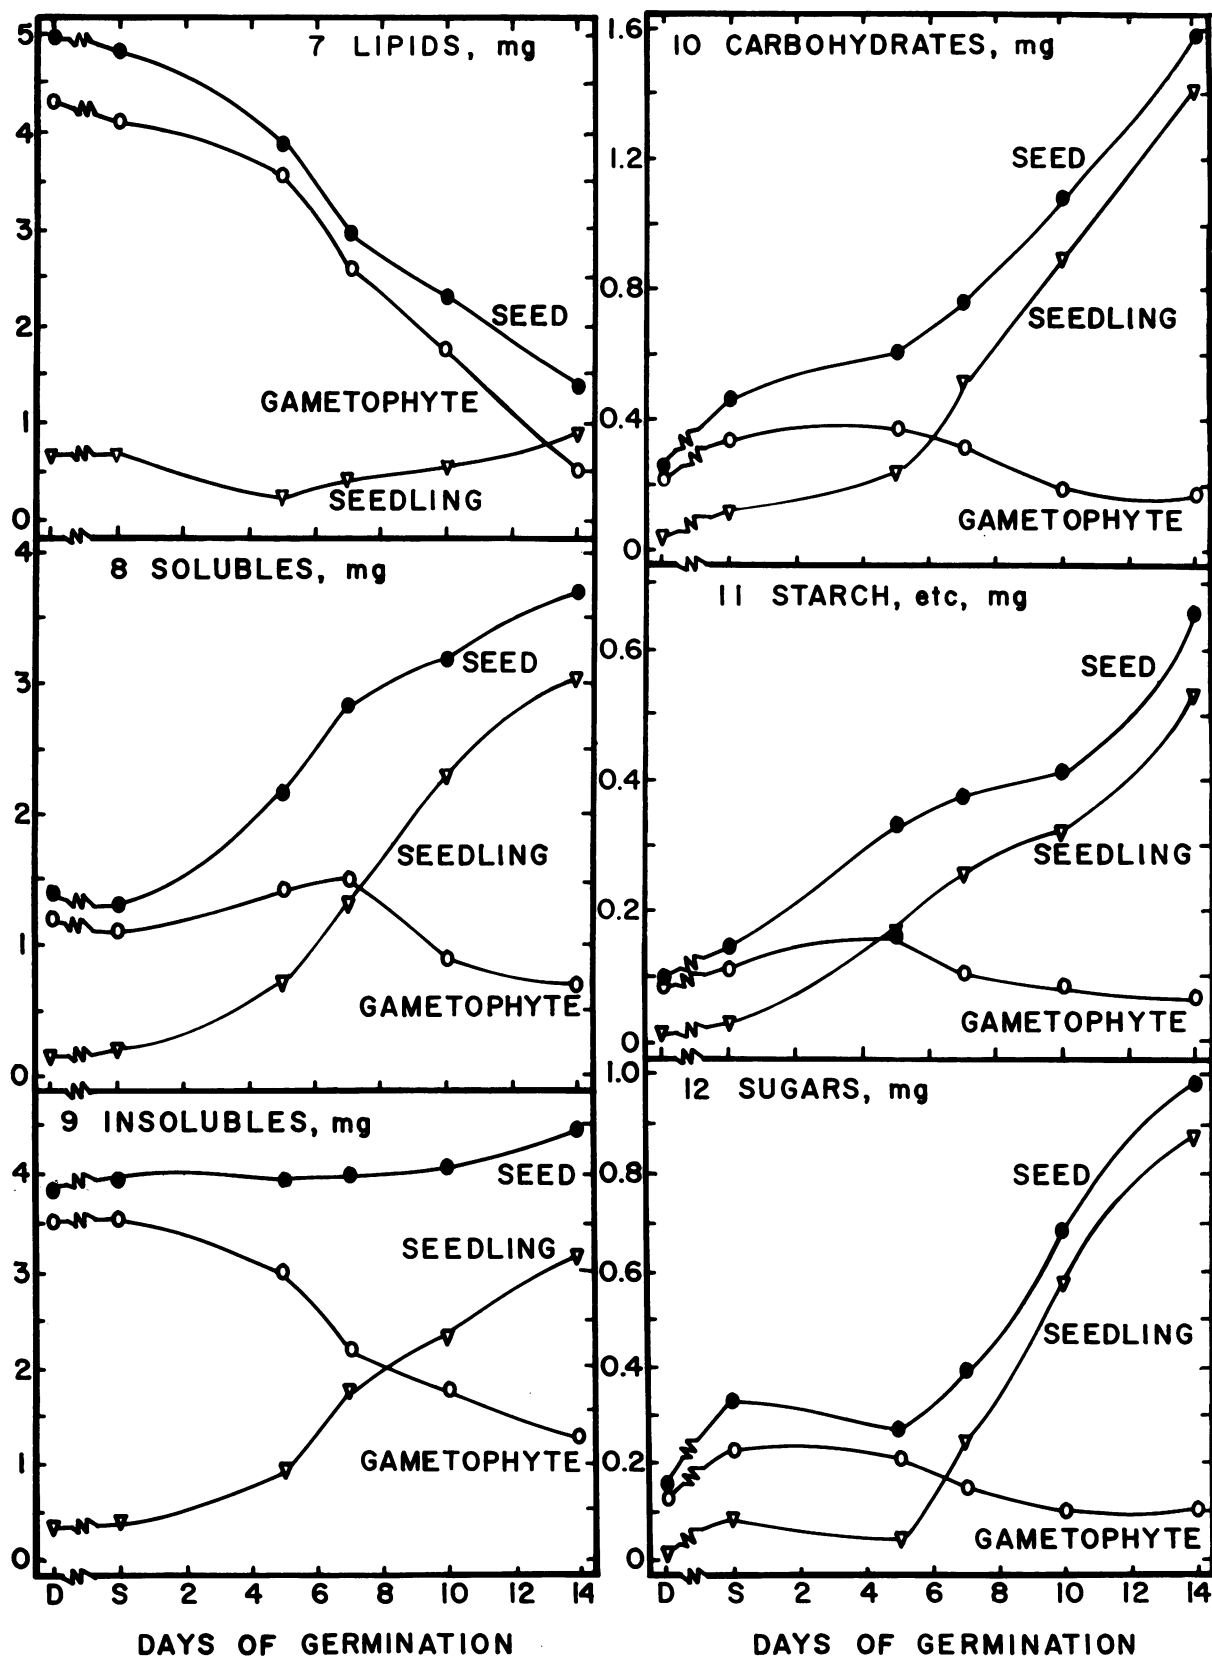 7 LIPIDS, mg
5
4
3
2
1
0
SEED
GAMETOPHYTE
SEEDLING
8 SOLUBLES, mg
4
3
2
1
0
SEED
SEEDLING
GAMETOPHYTE
9 INSOLUBLES, mg
4
3
2
1
0
SEED
SEEDLING
GAMETOPHYTE
D S 2 4 6 8 10 12 14
DAYS OF GERMINATION
10 CARBOHYDRATES, mg
1.6
1.2
0.8
0.4
0
SEED
SEEDLING
GAMETOPHYTE
11 STARCH, etc, mg
0.6
0.4
0.2
0
SEED
SEEDLING
GAMETOPHYTE
12 SUGARS, mg
1.0
0.8
0.6
0.4
0.2
0
SEED
SEEDLING
GAMETOPHYTE
D S 2 4 6 8 10 12 14
DAYS OF GERMINATION